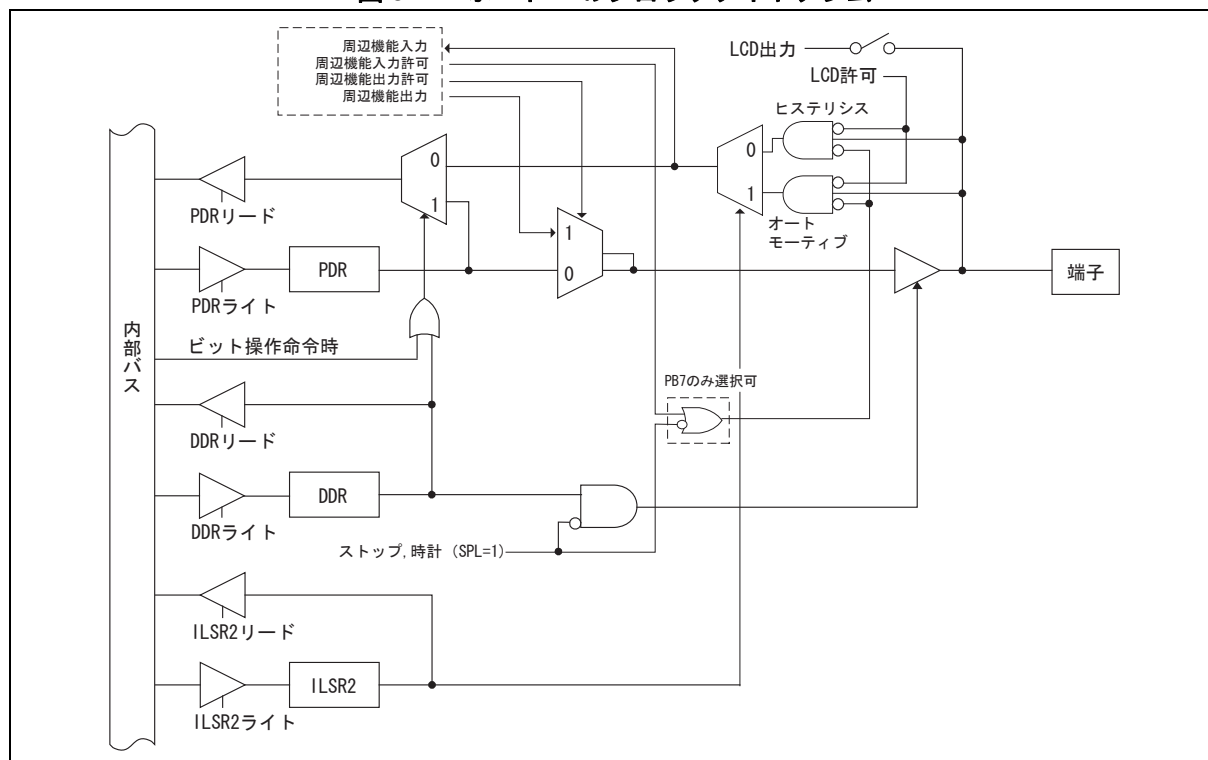 LCD出力
LCD許可
周辺機能入力
周辺機能入力許可
周辺機能出力許可
周辺機能出力
ヒステリシス
0
1
オート
モーティブ
0
1
PDRリード
1
0
PDR
PDRライト
端子
内部バス
ビット操作命令時
PB7のみ選択可
DDRリード
DDR
DDRライト
ストップ,時計 (SPL=1)
ILSR2リード
ILSR2
ILSR2ライト